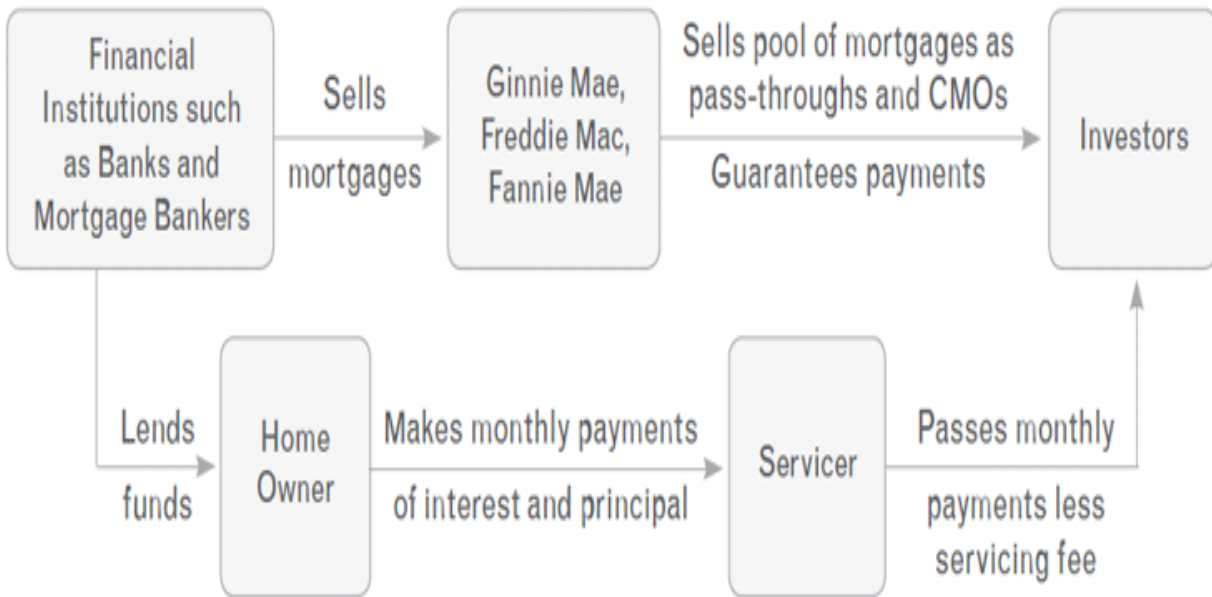 Financial
Institutions such
as Banks and
Mortgage Bankers
Sells
mortgages
Ginnie Mae,
Freddie Mac,
Fannie Mae
Sells pool of mortgages as
pass-throughs and CMOs
Guarantees payments
Investors
Lends
funds
Home
Owner
Makes monthly payments
of interest and principal
Servicer
Passes monthly
payments less
servicing fee